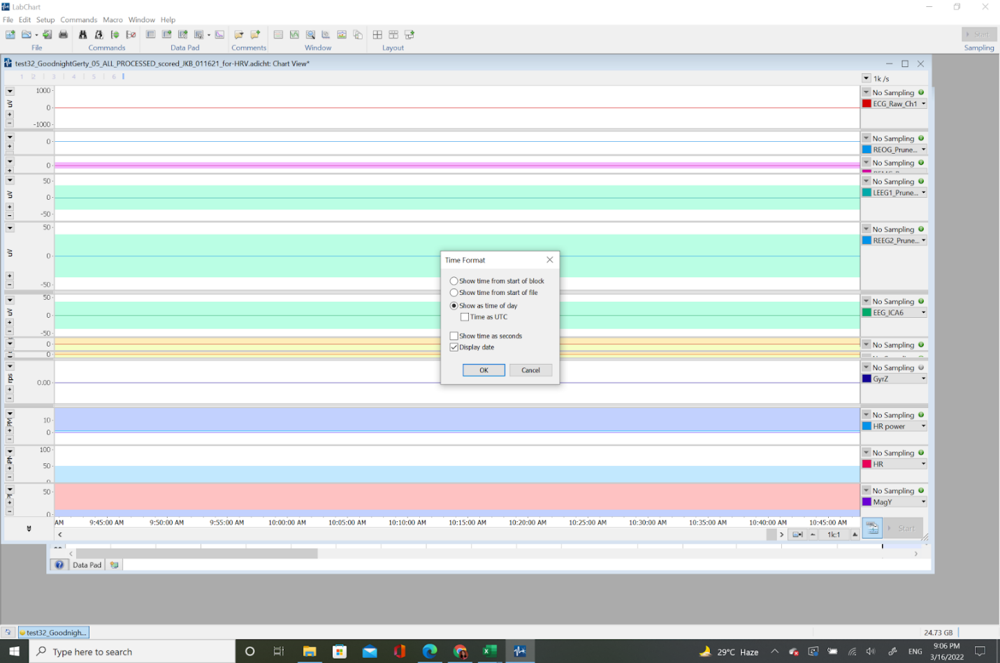 LabChart
File Edit Setup Commands Macro Window Help
Start
File Commands Data Pad Comments Window Layout Sampling
test32_GoodnightGerty_05_ALL_PROCESSED_scored_JKB_011621_for-HRV.adicht: Chart View*
1 2 3 4 5 6
1k /s
1000
0
-1000
uV
No Sampling
ECG_Raw_Ch1
0
No Sampling
REOG_Prune...
0
No Sampling
50
0
-50
uV
No Sampling
LEEG1_Prune...
50
0
-50
uV
No Sampling
REEG2_Prune...
50
0
-50
uV
No Sampling
EEG_ICA6
0
No Sampling
0
0.00
rps
No Sampling
GyrZ
10
0
No Sampling
HR power
100
50
0
No Sampling
HR
50
0
No Sampling
MagY
Time Format
Show time from start of block
Show time from start of file
Show as time of day
Time as UTC
Show time as seconds
Display date
OK Cancel
AM 9:45:00 AM 9:50:00 AM 9:55:00 AM 10:00:00 AM 10:05:00 AM 10:10:00 AM 10:15:00 AM 10:20:00 AM 10:25:00 AM 10:30:00 AM 10:35:00 AM 10:40:00 AM 10:45:00 AM
1k:1
Start
Data Pad
test32_Goodnigh...
24.73 GB
Type here to search
29°C Haze
ENG
9:06 PM
3/16/2022